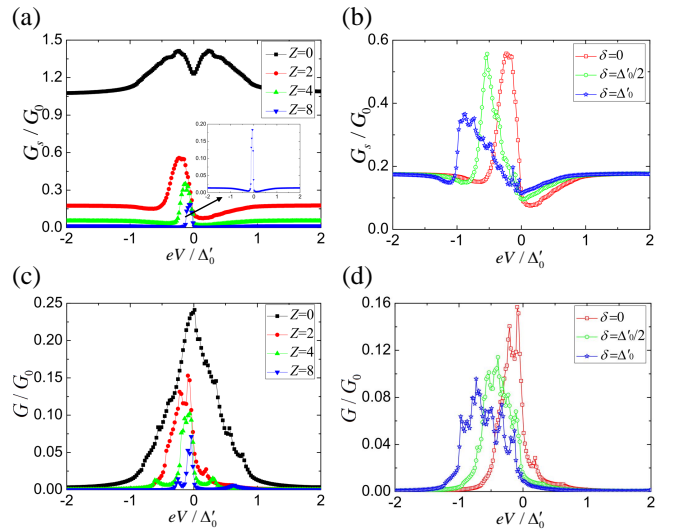 (a)
G_s / G_0
1.5
1.2
0.9
0.6
0.3
0.0
-2 -1 0 1 2
eV / Δ′_0
Z=0
Z=2
Z=4
Z=8
0.20
0.15
0.10
0.05
0.00
-2 -1 0 1 2
(b)
G_s / G_0
0.6
0.4
0.2
0.0
-2 -1 0 1 2
eV / Δ′_0
δ=0
δ=Δ′_0/2
δ=Δ′_0
(c)
G / G_0
0.25
0.20
0.15
0.10
0.05
0.00
-2 -1 0 1 2
eV / Δ′_0
Z=0
Z=2
Z=4
Z=8
(d)
G / G_0
0.16
0.12
0.08
0.04
0.00
-2 -1 0 1 2
eV / Δ′_0
δ=0
δ=Δ′_0/2
δ=Δ′_0